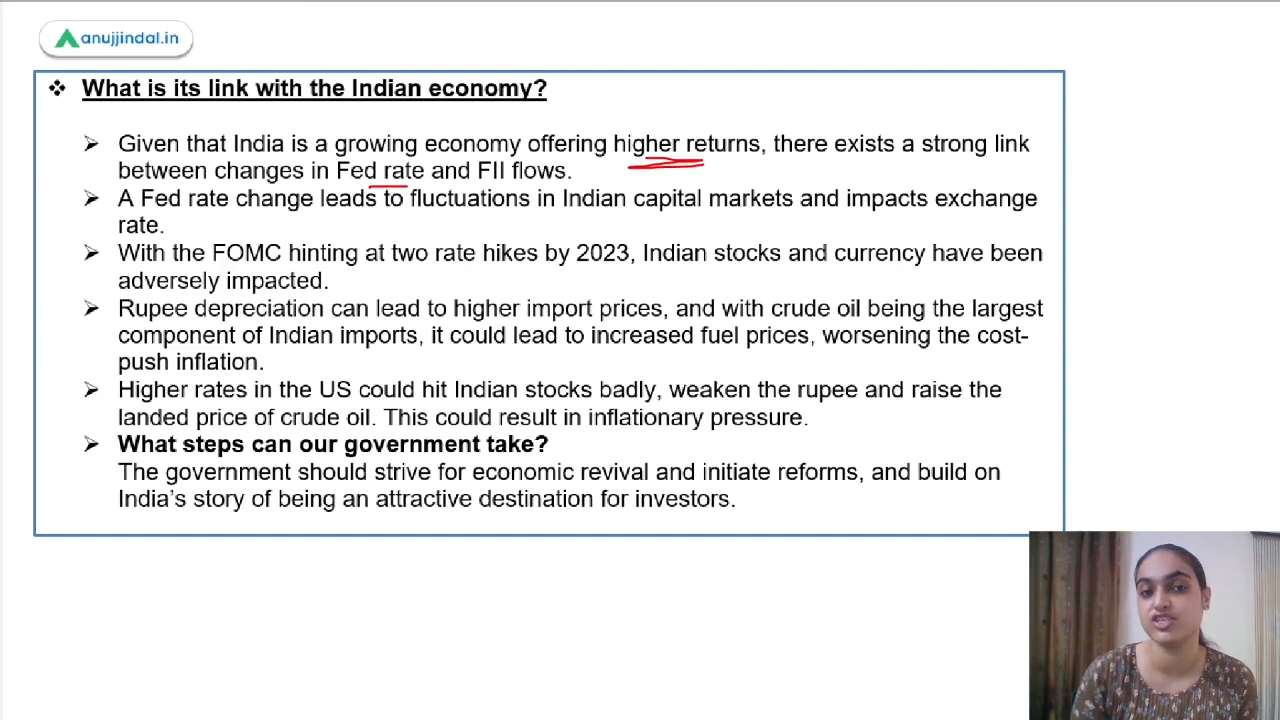 anujjindal.in
❖ What is its link with the Indian economy?
➢ Given that India is a growing economy offering higher returns, there exists a strong link
between changes in Fed rate and FII flows.
➢ A Fed rate change leads to fluctuations in Indian capital markets and impacts exchange
rate.
➢ With the FOMC hinting at two rate hikes by 2023, Indian stocks and currency have been
adversely impacted.
➢ Rupee depreciation can lead to higher import prices, and with crude oil being the largest
component of Indian imports, it could lead to increased fuel prices, worsening the cost-
push inflation.
➢ Higher rates in the US could hit Indian stocks badly, weaken the rupee and raise the
landed price of crude oil. This could result in inflationary pressure.
➢ What steps can our government take?
The government should strive for economic revival and initiate reforms, and build on
India’s story of being an attractive destination for investors.